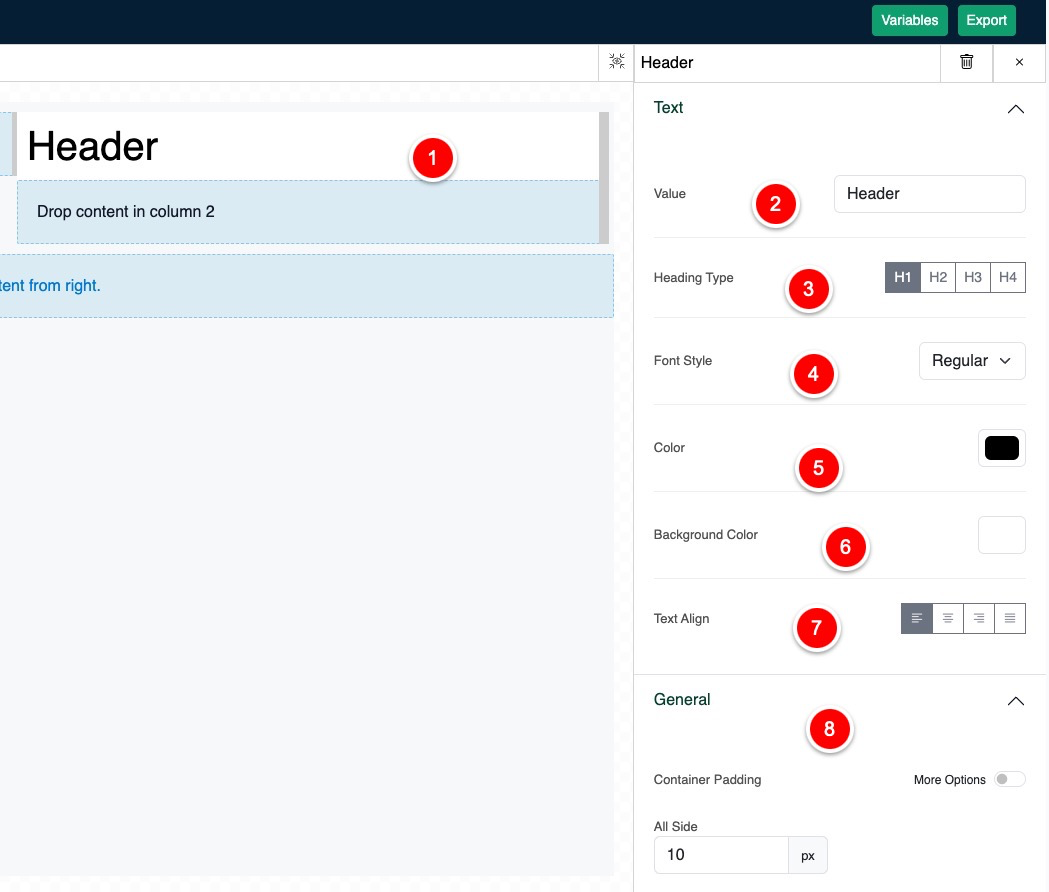 Variables
Export
Header
Text
Header
1
Drop content in column 2
tent from right.
Value
2
Header
Heading Type
3
H1 H2 H3 H4
Font Style
4
Regular
Color
5
Background Color
6
Text Align
7
General
8
Container Padding
More Options
All Side
10 px